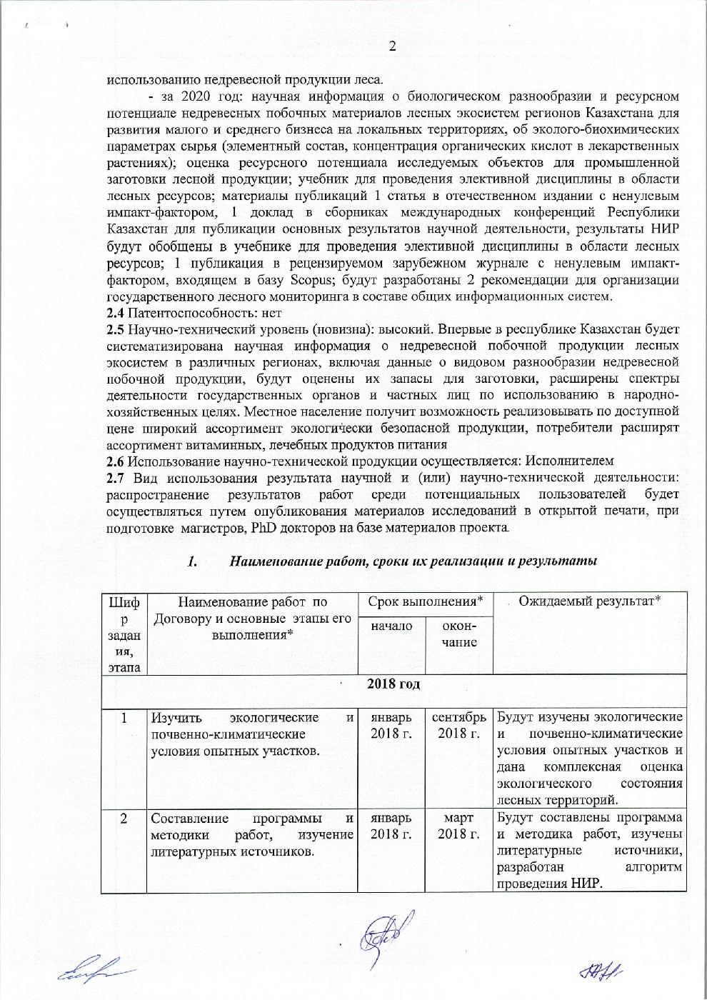 2
использованию недревесной продукции леса.
- за 2020 год: научная информация о биологическом разнообразии и ресурсном
потенциале недревесных побочных материалов лесных экосистем регионов Казахстана для
развития малого и среднего бизнеса на локальных территориях, об эколого-биохимических
параметрах сырья (элементный состав, концентрация органических кислот в лекарственных
растениях); оценка ресурсного потенциала исследуемых объектов для промышленной
заготовки лесной продукции; учебник для проведения элективной дисциплины в области
лесных ресурсов; материалы публикаций 1 статья в отечественном издании с ненулевым
импакт-фактором, 1 доклад в сборниках международных конференций Республики
Казахстан для публикации основных результатов научной деятельности, результаты НИР
будут обобщены в учебнике для проведения элективной дисциплины в области лесных
ресурсов; 1 публикация в рецензируемом зарубежном журнале с ненулевым импакт-
фактором, входящем в базу Scopus; будут разработаны 2 рекомендации для организации
государственного лесного мониторинга в составе общих информационных систем.
2.4 Патентоспособность: нет
2.5 Научно-технический уровень (новизна): высокий. Впервые в республике Казахстан будет
систематизирована научная информация о недревесной побочной продукции лесных
экосистем в различных регионах, включая данные о видовом разнообразии недревесной
побочной продукции, будут оценены их запасы для заготовки, расширены спектры
деятельности государственных органов и частных лиц по использованию в народно-
хозяйственных целях. Местное население получит возможность реализовывать по доступной
цене широкий ассортимент экологически безопасной продукции, потребители расширят
ассортимент витаминных, лечебных продуктов питания
2.6 Использование научно-технической продукции осуществляется: Исполнителем
2.7 Вид использования результата научной и (или) научно-технической деятельности:
распространение результатов работ среди потенциальных пользователей будет
осуществляться путем опубликования материалов исследований в открытой печати, при
подготовке магистров, PhD докторов на базе материалов проекта.
1. Наименование работ, сроки их реализации и результаты
Шиф
р
задан
ия,
этапа
Наименование работ по
Договору и основные этапы его
выполнения*
Срок выполнения*
начало
окон-
чание
Ожидаемый результат*
2018 год
1
Изучить экологические и
почвенно-климатические
условия опытных участков.
январь
2018 г.
сентябрь
2018 г.
Будут изучены экологические
и почвенно-климатические
условия опытных участков и
дана комплексная оценка
экологического состояния
лесных территорий.
2
Составление программы и
методики работ, изучение
литературных источников.
январь
2018 г.
март
2018 г.
Будут составлены программа
и методика работ, изучены
литературные источники,
разработан алгоритм
проведения НИР.